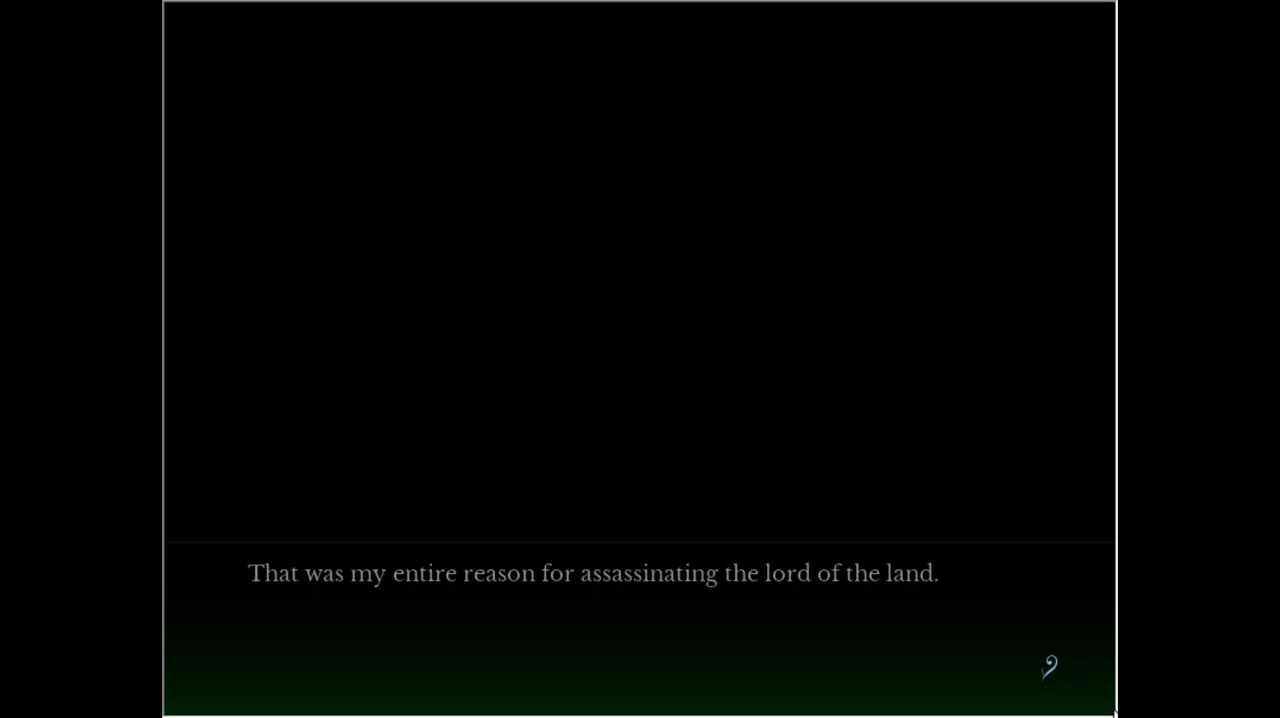 That was my entire reason for assassinating the lord of the land.